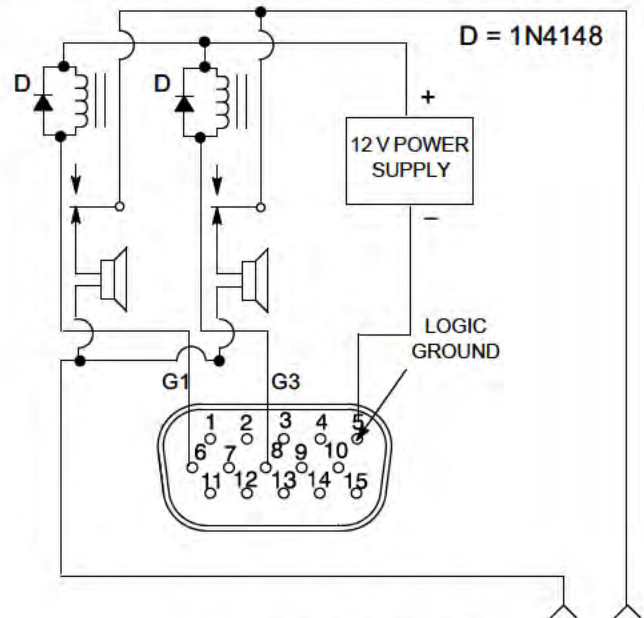 D = 1N4148
D
D
+
12 V POWER
SUPPLY
−
LOGIC
GROUND
G1
G3
1 2 3 4 5
6 7 8 9 10
11 12 13 14 15